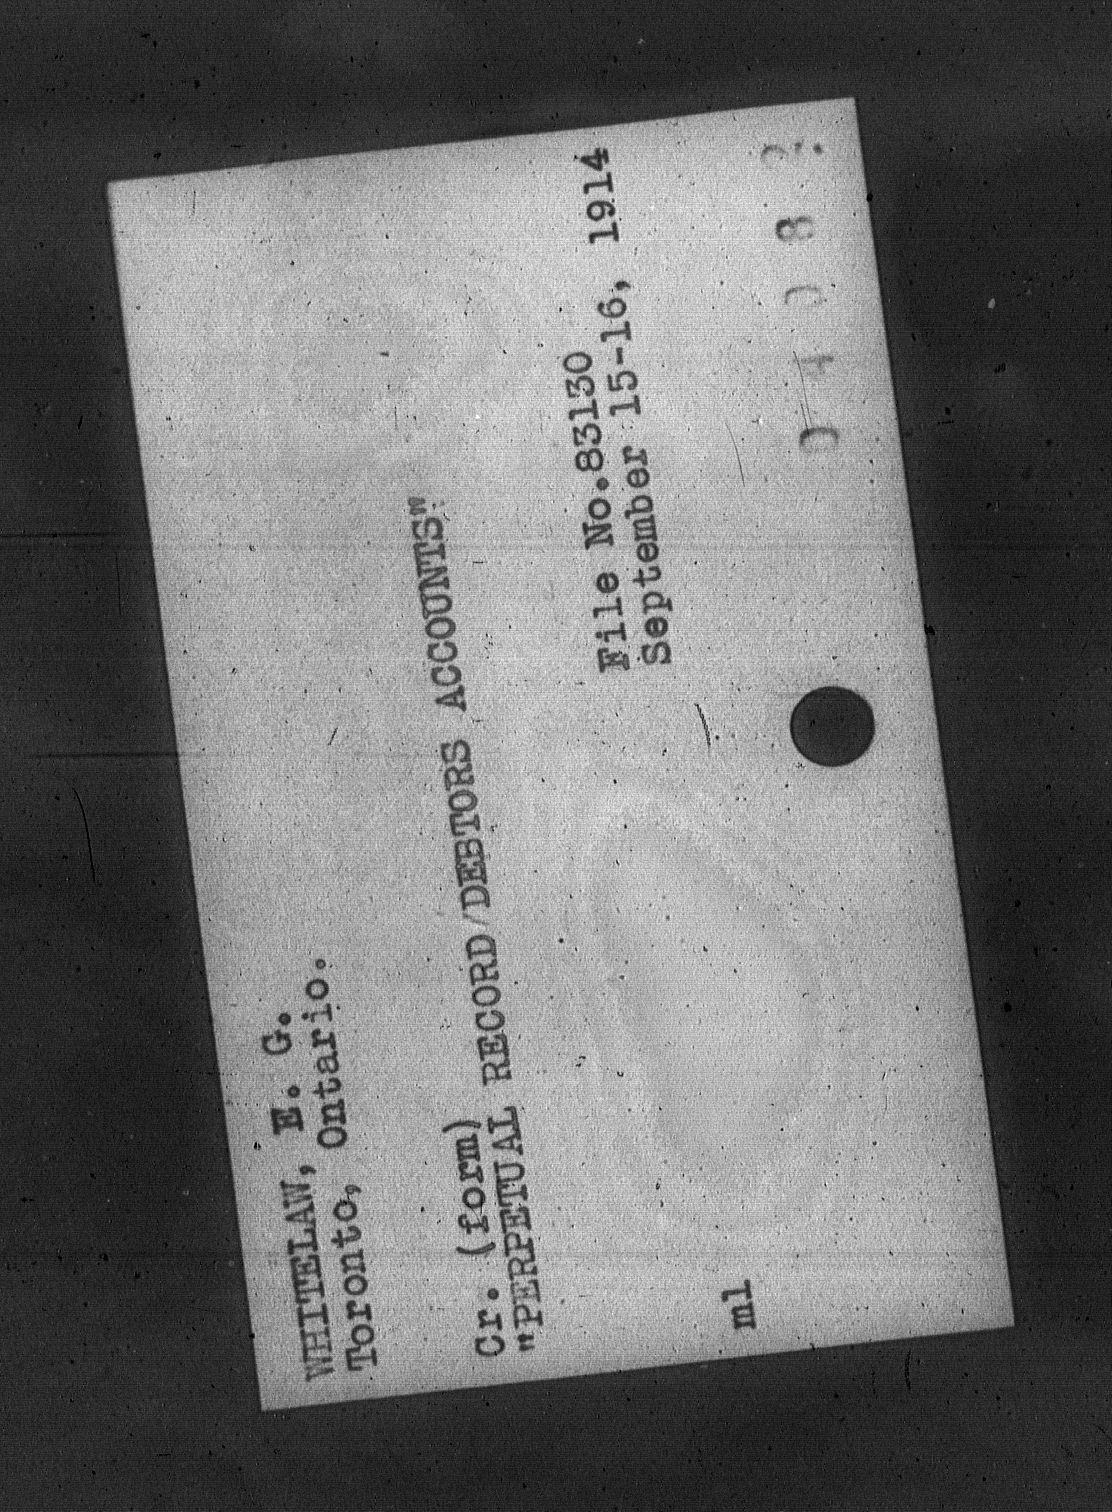 WHITELAW, E. G.
Toronto, Ontario.
Cr. (form)
"PERPETUAL RECORD/DEBTORS ACCOUNTS"
File No.83130
September 15-16, 1914
ml